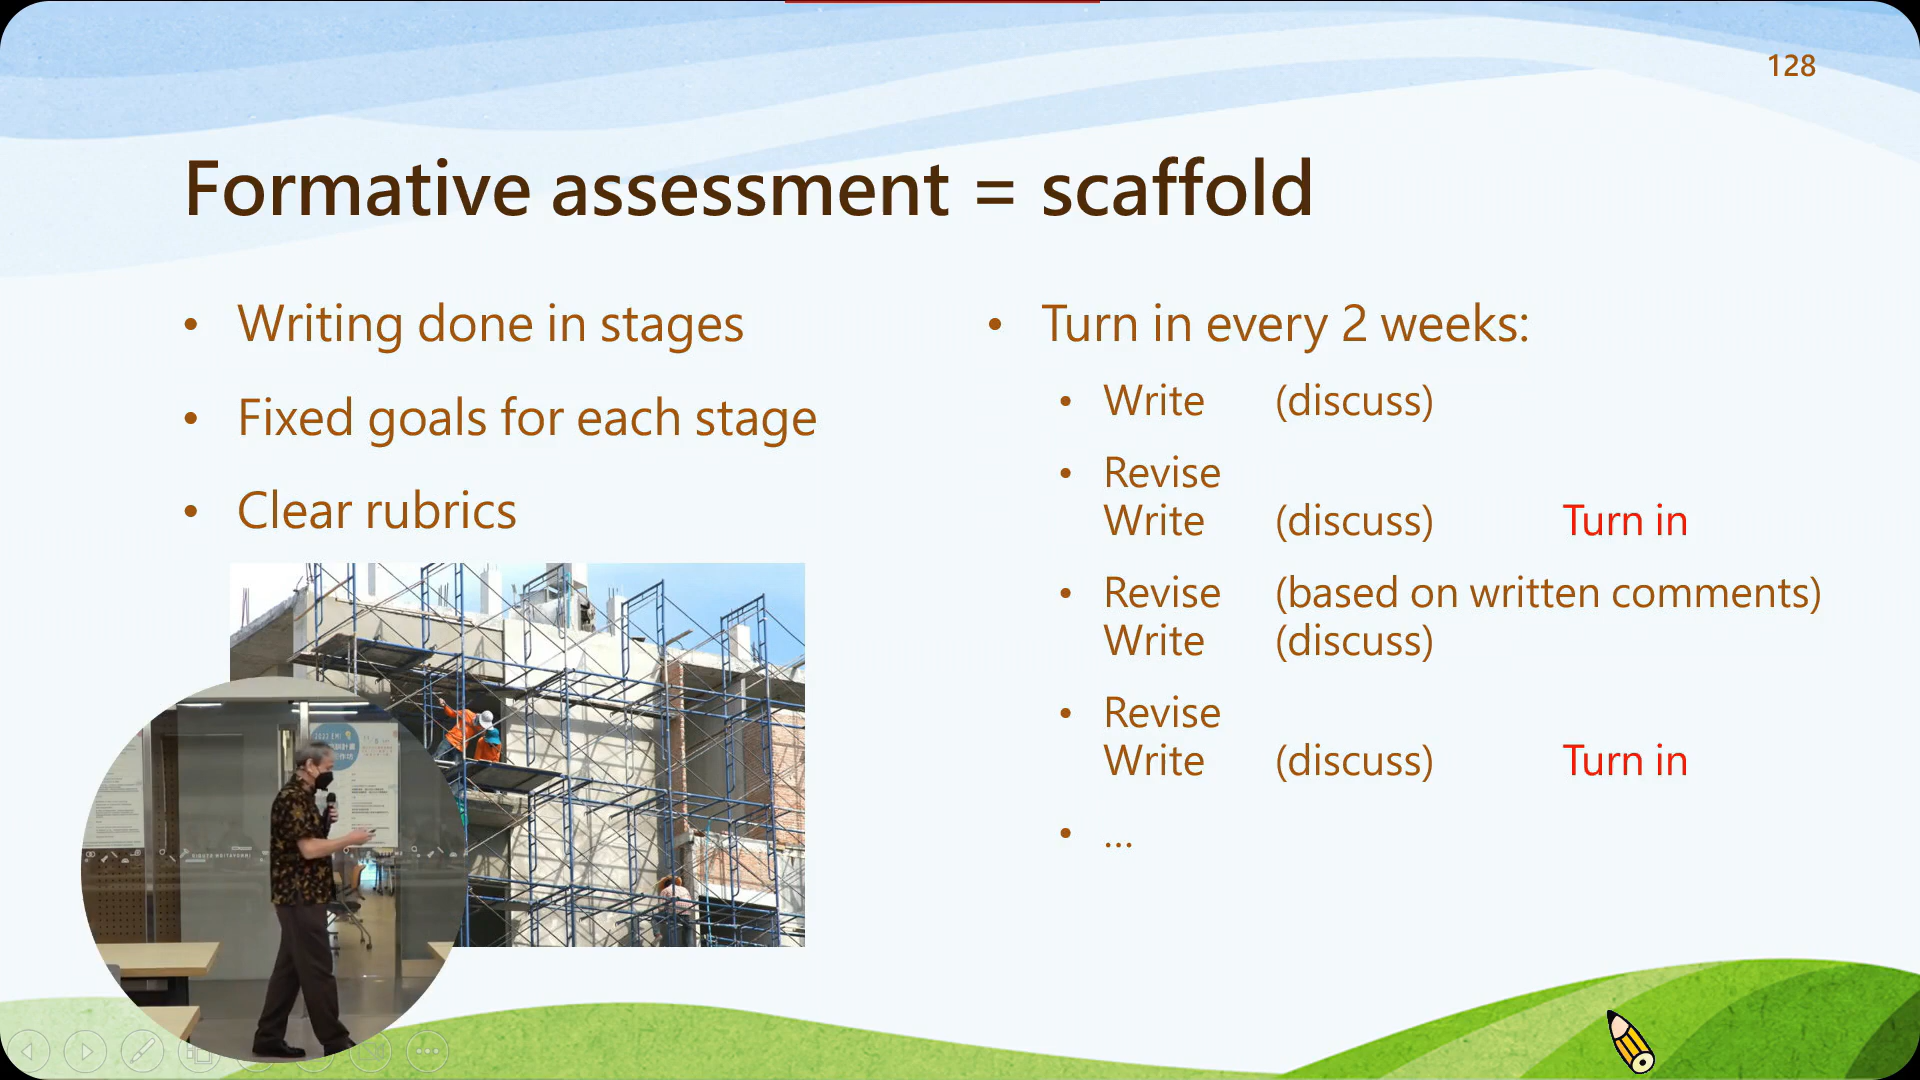 128
Formative assessment = scaffold
• Writing done in stages
• Fixed goals for each stage
• Clear rubrics
• Turn in every 2 weeks:
• Write (discuss)
• Revise
Write (discuss) Turn in
• Revise (based on written comments)
Write (discuss)
• Revise
Write (discuss) Turn in
• ...
2022 EMI